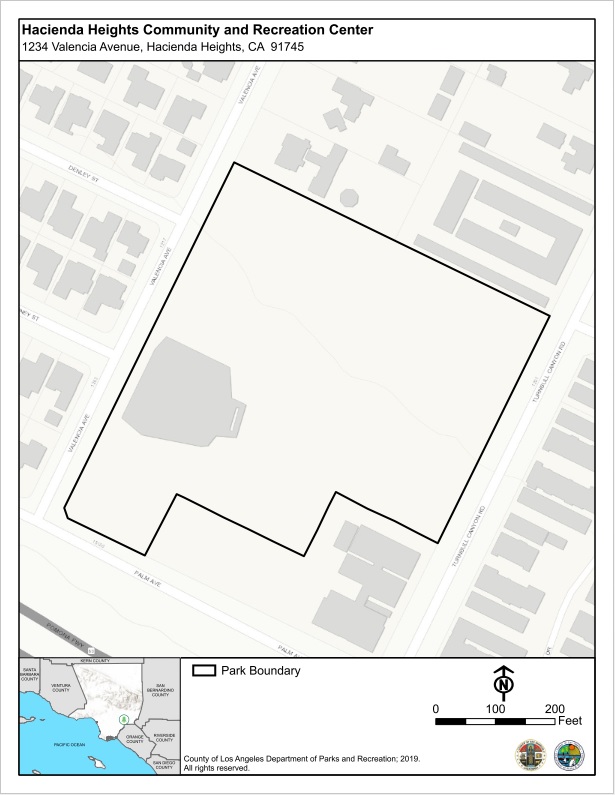 Hacienda Heights Community and Recreation Center
1234 Valencia Avenue, Hacienda Heights, CA 91745
VALENCIA AVE
DENLEY ST
VALENCIA AVE
NEY ST
TURNBULL CANYON RD
VALENCIA AVE
TURNBULL CANYON RD
PALM AVE
POMONA FWY
60
PALM A
DR
KERN COUNTY
SANTA
BARBARA
COUNTY
VENTURA
COUNTY
SAN
BERNARDINO
COUNTY
ORANGE
COUNTY
RIVERSIDE
COUNTY
PACIFIC OCEAN
SAN DIEGO
COUNTY
Park Boundary
N
0 100 200
Feet
County of Los Angeles Department of Parks and Recreation; 2019.
All rights reserved.